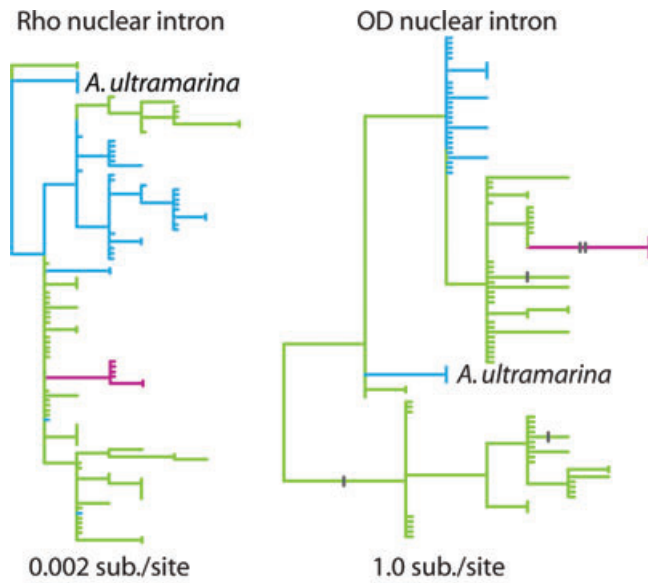 Rho nuclear intron
OD nuclear intron
A. ultramarina
A. ultramarina
0.002 sub./site
1.0 sub./site